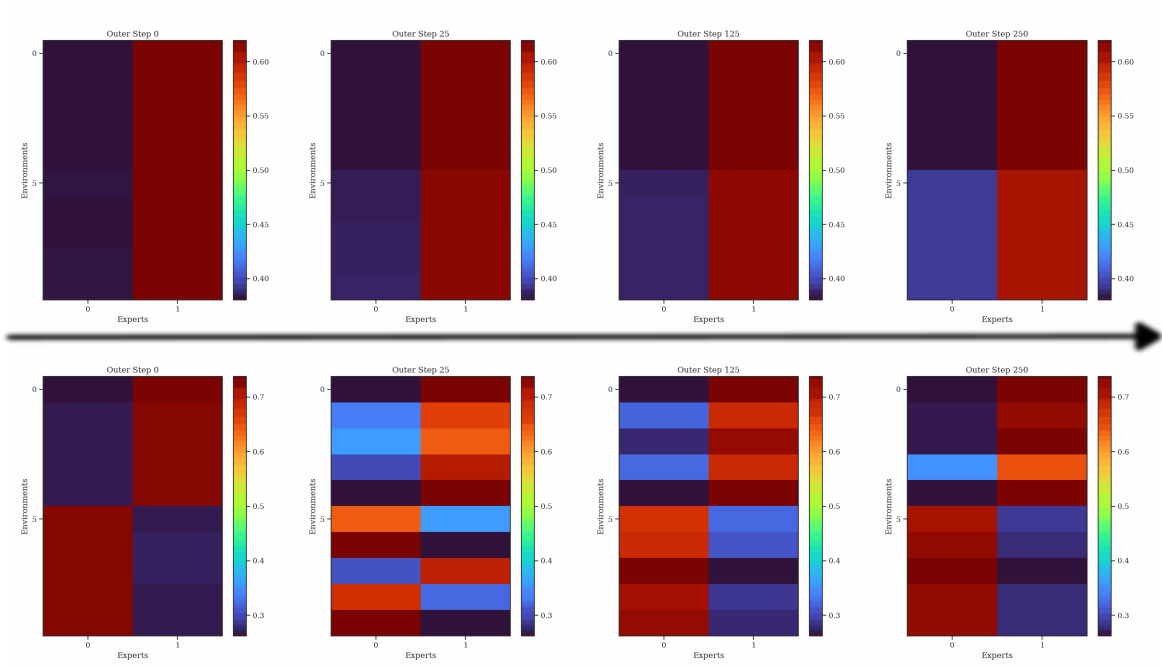 Outer Step 0
Outer Step 25
Outer Step 125
Outer Step 250
0
5
Environments
0 1
Experts
0.60
0.55
0.50
0.45
0.40
0
5
Environments
0 1
Experts
0.60
0.55
0.50
0.45
0.40
0
5
Environments
0 1
Experts
0.60
0.55
0.50
0.45
0.40
0
5
Environments
0 1
Experts
0.60
0.55
0.50
0.45
0.40
Outer Step 0
Outer Step 25
Outer Step 125
Outer Step 250
0
5
Environments
0 1
Experts
0.7
0.6
0.5
0.4
0.3
0
5
Environments
0 1
Experts
0.7
0.6
0.5
0.4
0.3
0
5
Environments
0 1
Experts
0.7
0.6
0.5
0.4
0.3
0
5
Environments
0 1
Experts
0.7
0.6
0.5
0.4
0.3